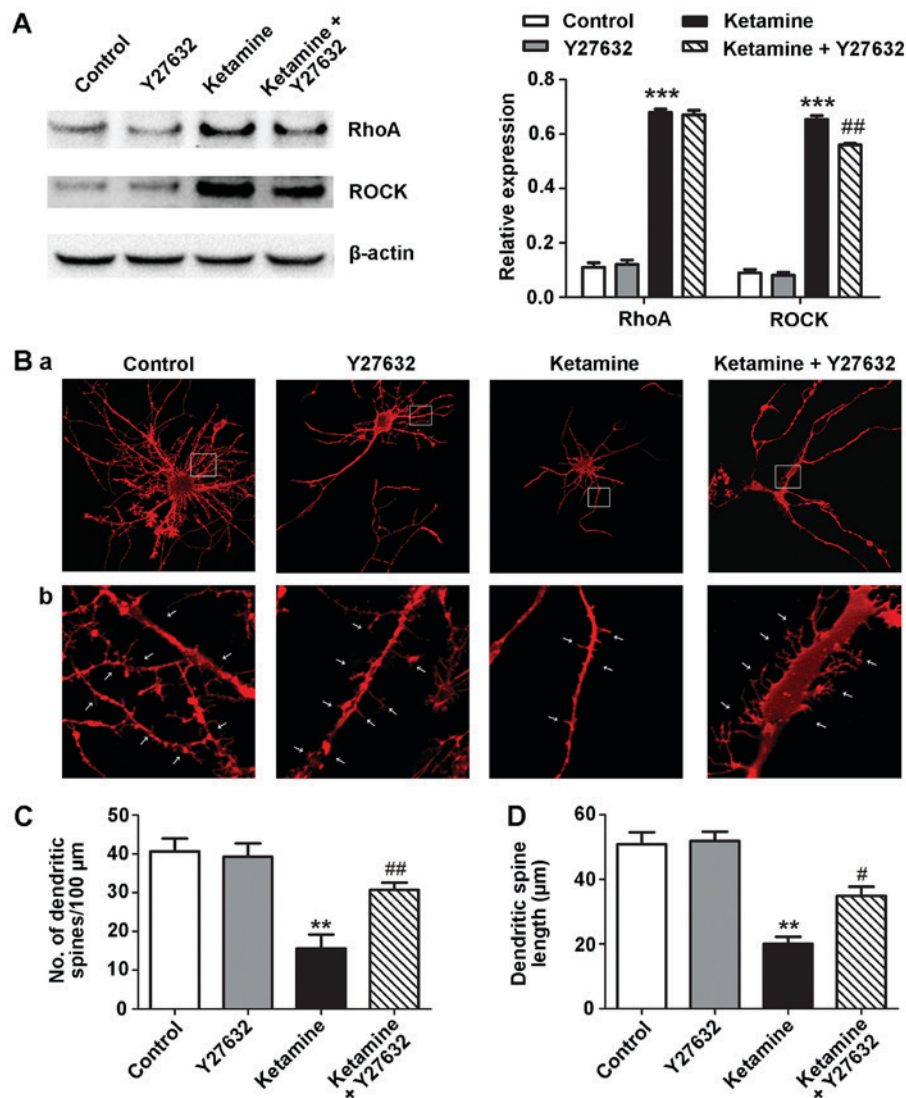 A
Control
Y27632
Ketamine
Ketamine +
Y27632
RhoA
ROCK
β-actin
Control
Ketamine
Y27632
Ketamine + Y27632
Relative expression
0.8
0.6
0.4
0.2
0.0
***
***
##
RhoA
ROCK
B a
Control
Y27632
Ketamine
Ketamine + Y27632
b
C
No. of dendritic
spines/100 µm
50
40
30
20
10
0
**
##
Control
Y27632
Ketamine
Ketamine
+ Y27632
D
Dendritic spine
length (µm)
60
40
20
0
**
#
Control
Y27632
Ketamine
Ketamine
+ Y27632